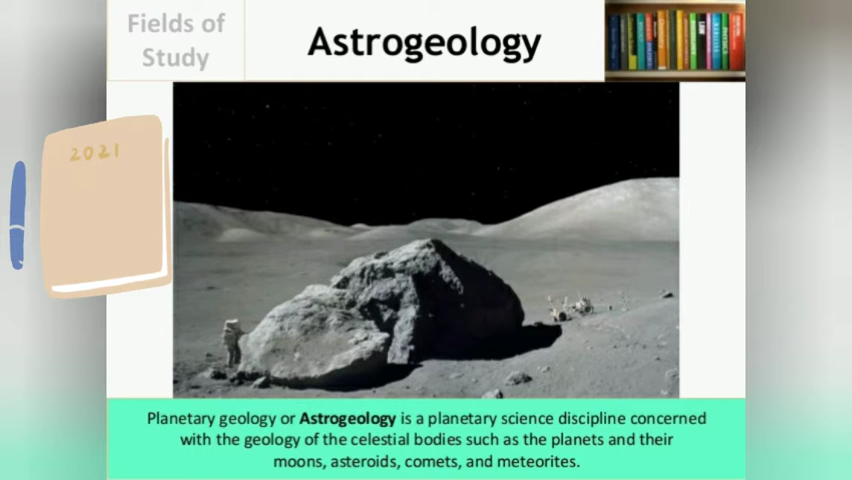 Fields of
Study
Astrogeology
2021
Planetary geology or Astrogeology is a planetary science discipline concerned
with the geology of the celestial bodies such as the planets and their
moons, asteroids, comets, and meteorites.